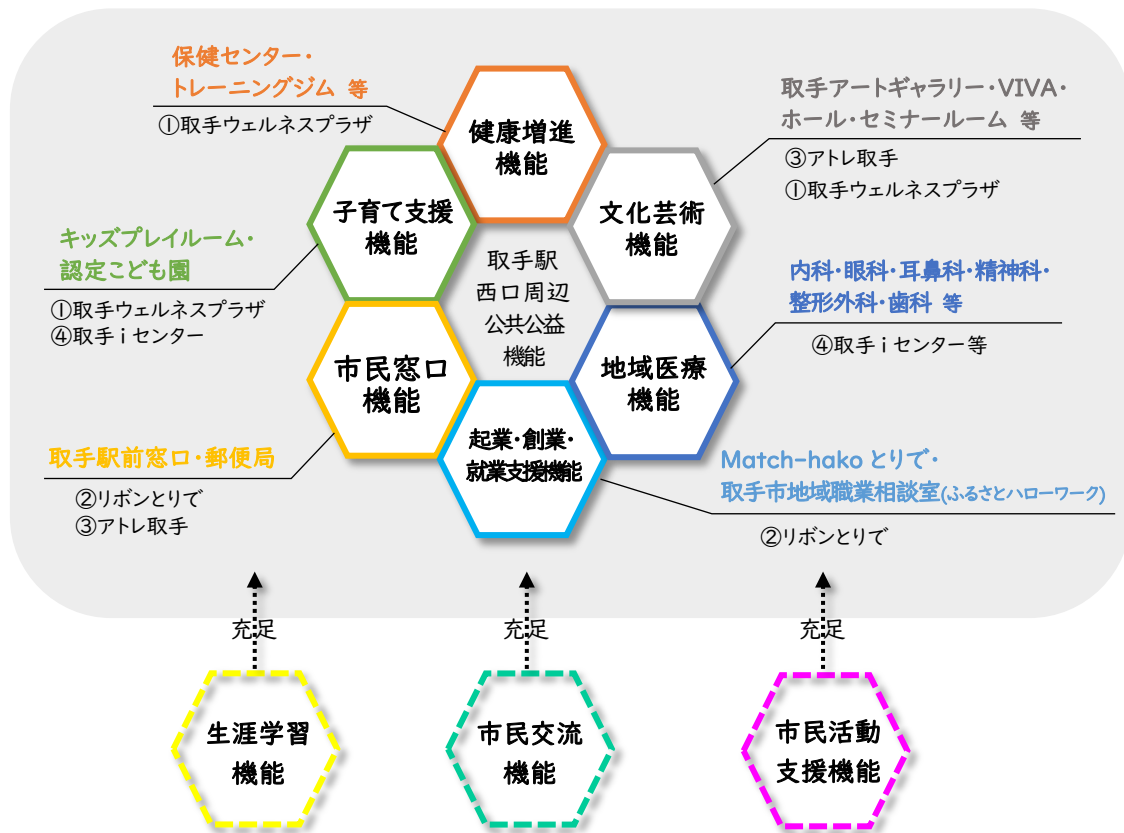 保健センター・
トレーニングジム 等
①取手ウェルネスプラザ
健康増進
機能
取手アートギャラリー・VIVA・
ホール・セミナールーム 等
③アトレ取手
①取手ウェルネスプラザ
子育て支援
機能
文化芸術
機能
キッズプレイルーム・
認定こども園
①取手ウェルネスプラザ
④取手iセンター
取手駅
西口周辺
公共公益
機能
内科・眼科・耳鼻科・精神科・
整形外科・歯科 等
④取手iセンター等
市民窓口
機能
地域医療
機能
取手駅前窓口・郵便局
②リボンとりで
③アトレ取手
起業・創業・
就業支援機能
Match-hako とりで・
取手市地域職業相談室(ふるさとハローワーク)
②リボンとりで
充足
充足
充足
生涯学習
機能
市民交流
機能
市民活動
支援機能